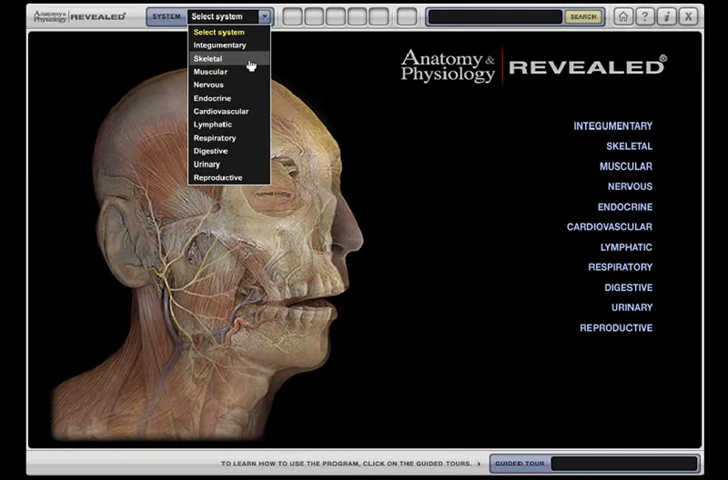 Anatomy &
Physiology REVEALED
SYSTEM Select system
SEARCH
? i X
Select system
Integumentary
Skeletal
Muscular
Nervous
Endocrine
Cardiovascular
Lymphatic
Respiratory
Digestive
Urinary
Reproductive
Anatomy &
Physiology REVEALED®
INTEGUMENTARY
SKELETAL
MUSCULAR
NERVOUS
ENDOCRINE
CARDIOVASCULAR
LYMPHATIC
RESPIRATORY
DIGESTIVE
URINARY
REPRODUCTIVE
TO LEARN HOW TO USE THE PROGRAM, CLICK ON THE GUIDED TOURS.
GUIDED TOUR